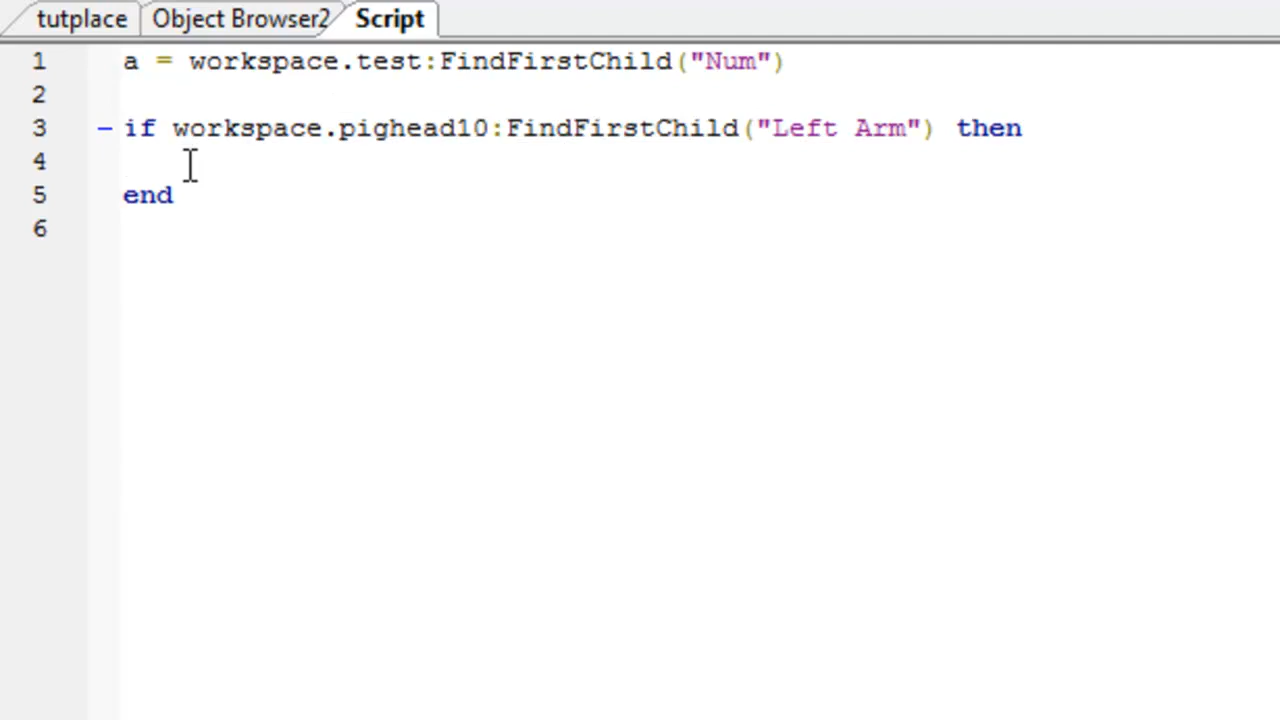 tutplace Object Browser2 Script
1 a = workspace.test:FindFirstChild("Num")
2
3 if workspace.pighead10:FindFirstChild("Left Arm") then
4
5 end
6